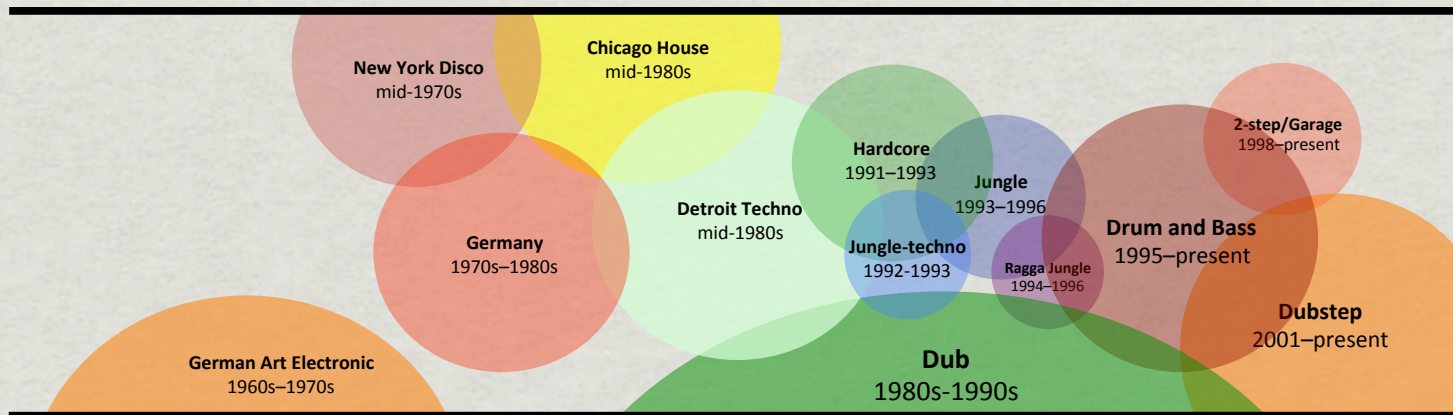 New York Disco
mid-1970s
Chicago House
mid-1980s
Germany
1970s–1980s
German Art Electronic
1960s–1970s
Detroit Techno
mid-1980s
Hardcore
1991–1993
Jungle-techno
1992-1993
Jungle
1993–1996
Ragga Jungle
1994–1996
Dub
1980s-1990s
Drum and Bass
1995–present
2-step/Garage
1998–present
Dubstep
2001–present